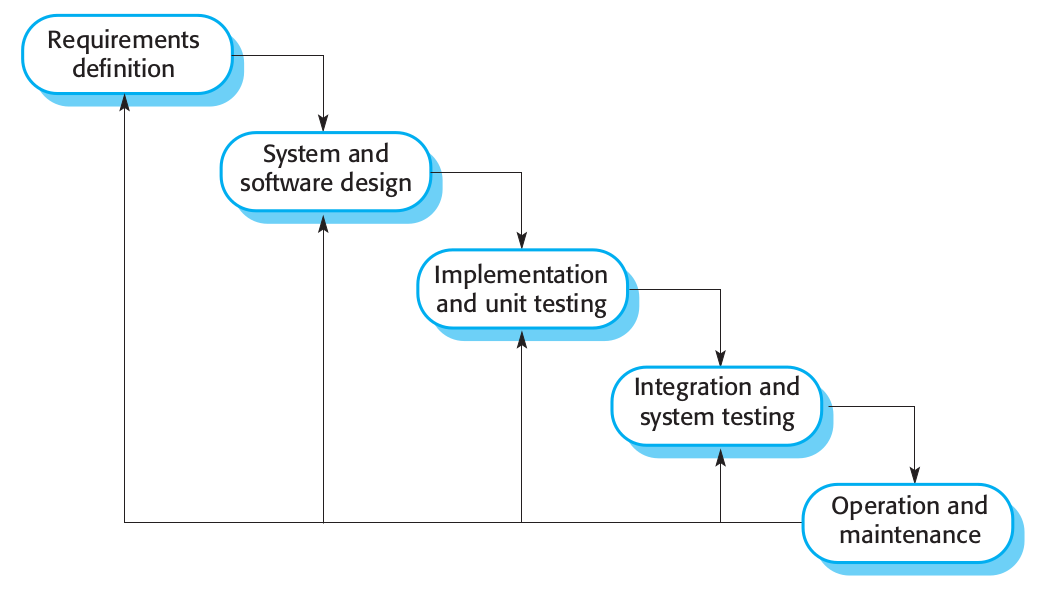 Requirements
definition
System and
software design
Implementation
and unit testing
Integration and
system testing
Operation and
maintenance